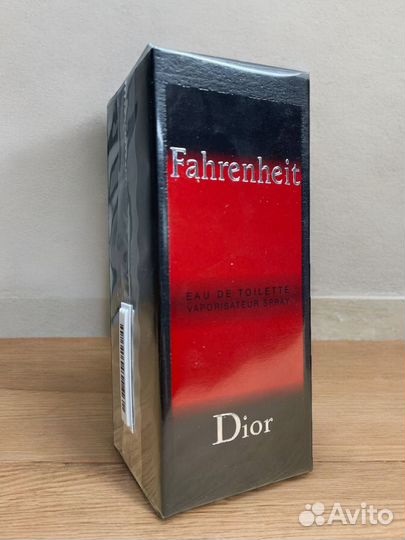 Fahrenheit
EAU DE TOILETTE
VAPORISATEUR SPRAY
Dior
Avito